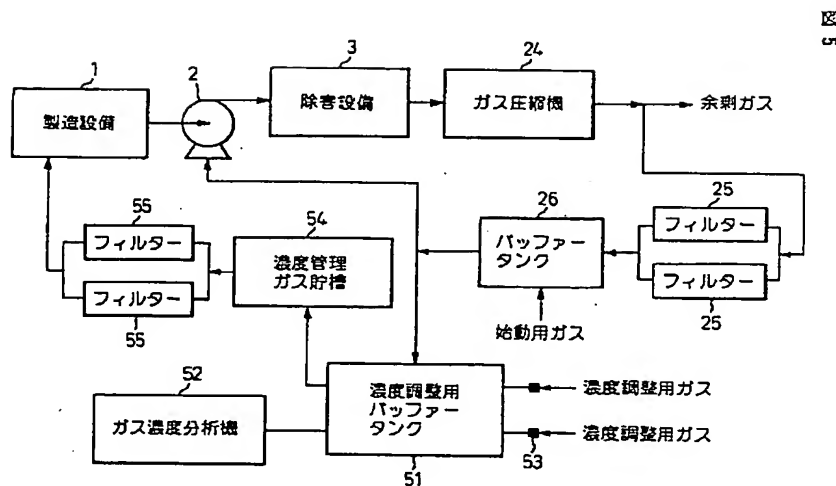 図5
1
製造設備
2
3
除害設備
24
ガス圧縮機
余剰ガス
55
フィルター
フィルター
55
54
濃度管理
ガス貯槽
26
バッファー
タンク
始動用ガス
25
フィルター
フィルター
25
52
ガス濃度分析機
濃度調整用
バッファー
タンク
51
濃度調整用ガス
濃度調整用ガス
53